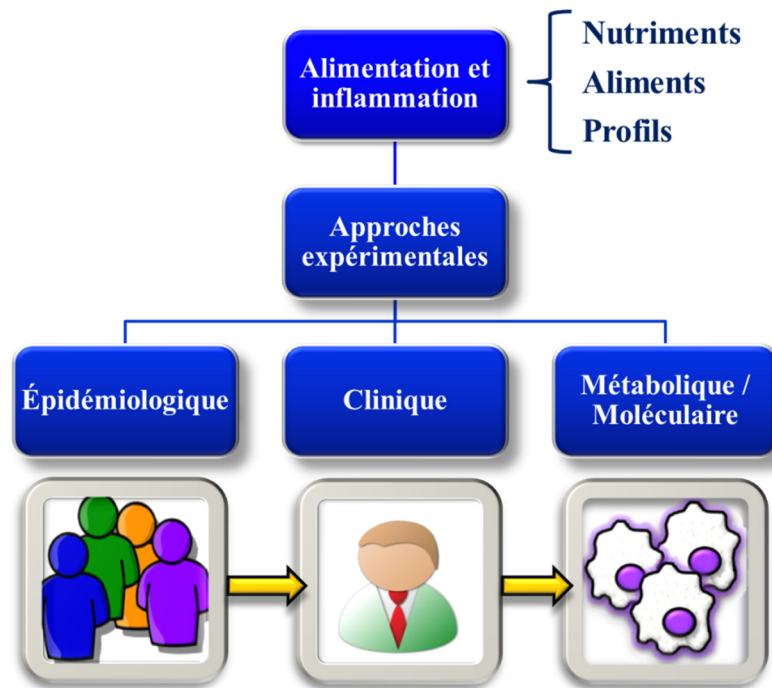 Alimentation et
inflammation
Nutriments
Aliments
Profils
Approches
expérimentales
Épidémiologique
Clinique
Métabolique /
Moléculaire